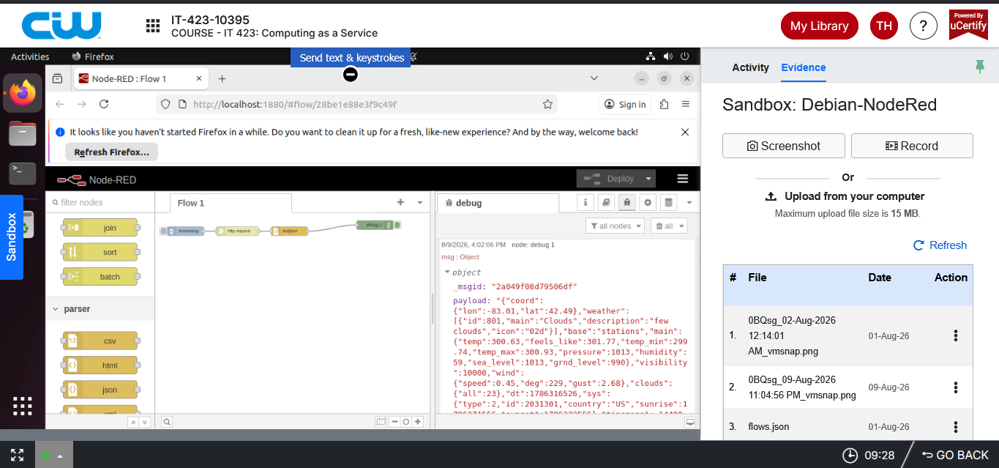 CIW
IT-423-10395
COURSE - IT 423: Computing as a Service
My Library
TH
?
Powered By
uCertify
Activities
Firefox
Send text & keystrokes
Node-RED : Flow 1
http://localhost:1880/#flow/28be1e88e3f9c49f
Sign in
It looks like you haven't started Firefox in a while. Do you want to clean it up for a fresh, like-new experience? And by the way, welcome back!
Refresh Firefox...
Node-RED
Deploy
filter nodes
Flow 1
debug
i
join
sort
batch
parser
csv
html
json
timestamp
http request
testjson
debug 1
all nodes
all
8/9/2026, 4:02:06 PM node: debug 1
msg : Object
object
_msgid: "2a049f08d79506df"
payload: "{"coord":
{"lon":-83.01,"lat":42.49},"weather":
[{"id":801,"main":"Clouds","description":"few
clouds","icon":"02d"}],"base":"stations","main":
{"temp":300.63,"feels_like":301.77,"temp_min":299
.74,"temp_max":300.93,"pressure":1013,"humidity":
59,"sea_level":1013,"grnd_level":990},"visibility
":10000,"wind":
{"speed":0.45,"deg":229,"gust":2.68},"clouds":
{"all":23},"dt":1786316526,"sys":
{"type":2,"id":2031301,"country":"US","sunrise":1
Sandbox
Activity
Evidence
Sandbox: Debian-NodeRed
Screenshot
Record
Or
Upload from your computer
Maximum upload file size is 15 MB.
Refresh
# File Date Action
1. 0BQsg_02-Aug-2026
12:14:01
AM_vmsnap.png
01-Aug-26
2. 0BQsg_09-Aug-2026
11:04:56 PM_vmsnap.png
09-Aug-26
3. flows.json 01-Aug-26
09:28
GO BACK